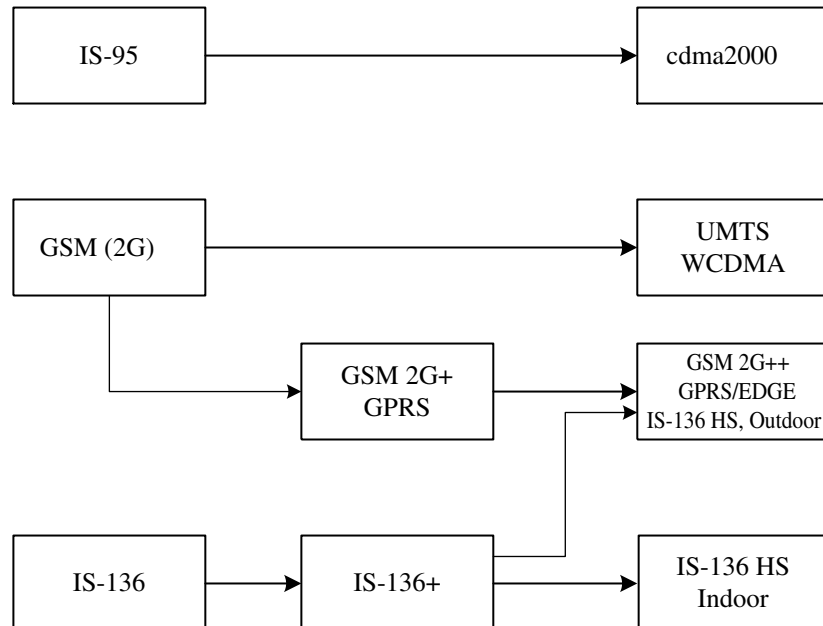 IS-95
cdma2000
GSM (2G)
UMTS
WCDMA
GSM 2G+
GPRS
GSM 2G++
GPRS/EDGE
IS-136 HS, Outdoor
IS-136
IS-136+
IS-136 HS
Indoor